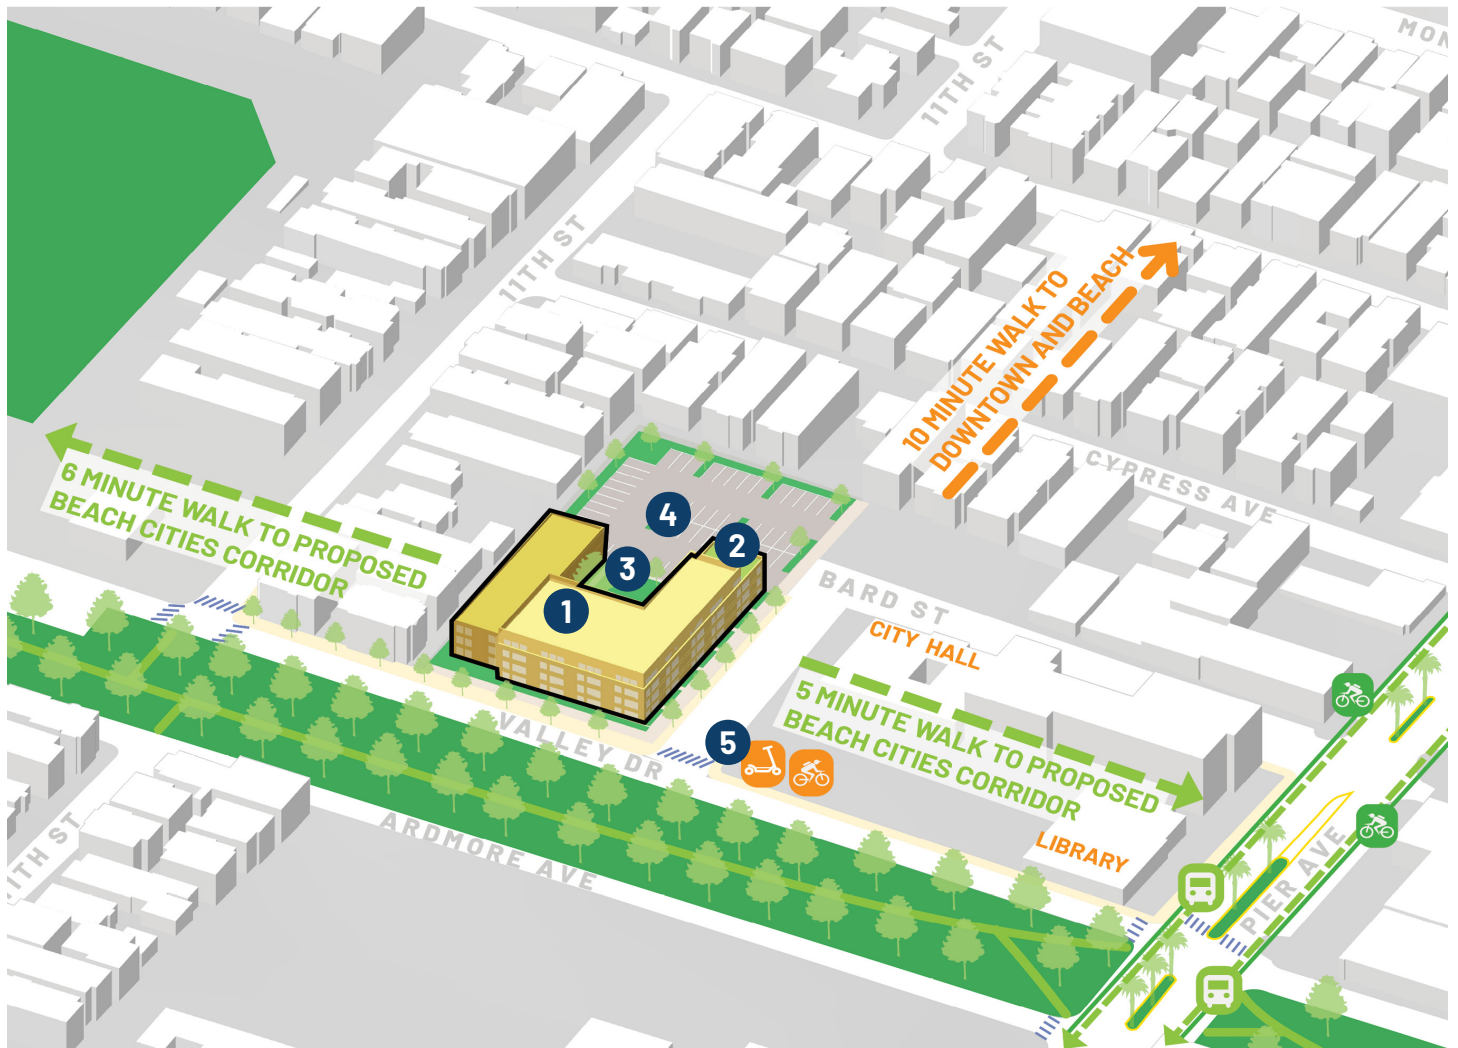 MON
11TH ST
11TH ST
10 MINUTE WALK TO
DOWNTOWN AND BEACH
CYPRESS AVE
6 MINUTE WALK TO PROPOSED
BEACH CITIES CORRIDOR
4
2
3
1
BARD ST
CITY HALL
5 MINUTE WALK TO PROPOSED
BEACH CITIES CORRIDOR
VALLEY DR
5
ARDMORE AVE
11TH ST
LIBRARY
PIER AVE